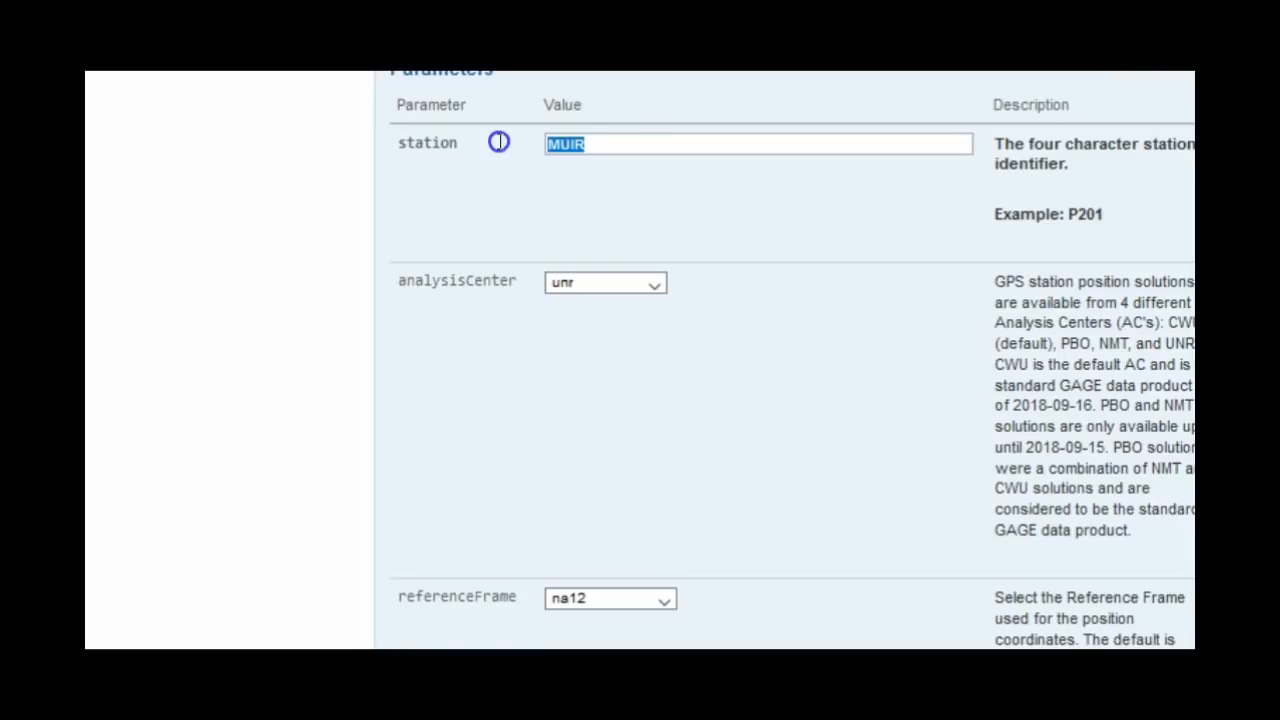 Parameters
Parameter Value Description
station MUIR The four character station
identifier.
Example: P201
analysisCenter unr GPS station position solutions
are available from 4 different
Analysis Centers (AC's): CWU
(default), PBO, NMT, and UNR
CWU is the default AC and is
standard GAGE data product
of 2018-09-16. PBO and NMT
solutions are only available up
until 2018-09-15. PBO solution
were a combination of NMT a
CWU solutions and are
considered to be the standard
GAGE data product.
referenceFrame na12 Select the Reference Frame
used for the position
coordinates. The default is